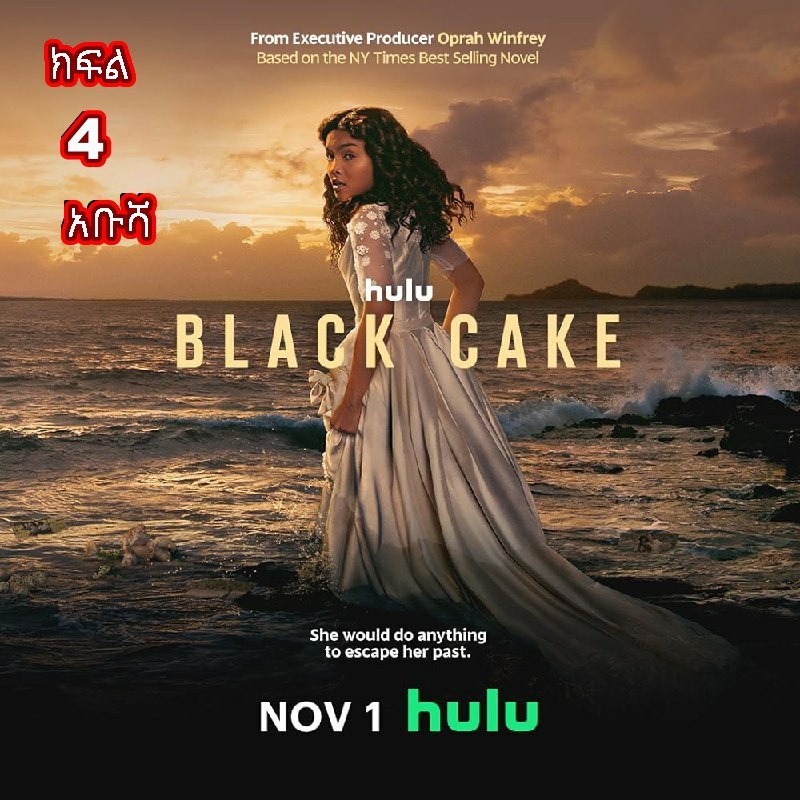 ክፍል
4
አቡሻ
From Executive Producer Oprah Winfrey
Based on the NY Times Best Selling Novel
hulu
BLACK CAKE
She would do anything
to escape her past.
NOV 1 hulu